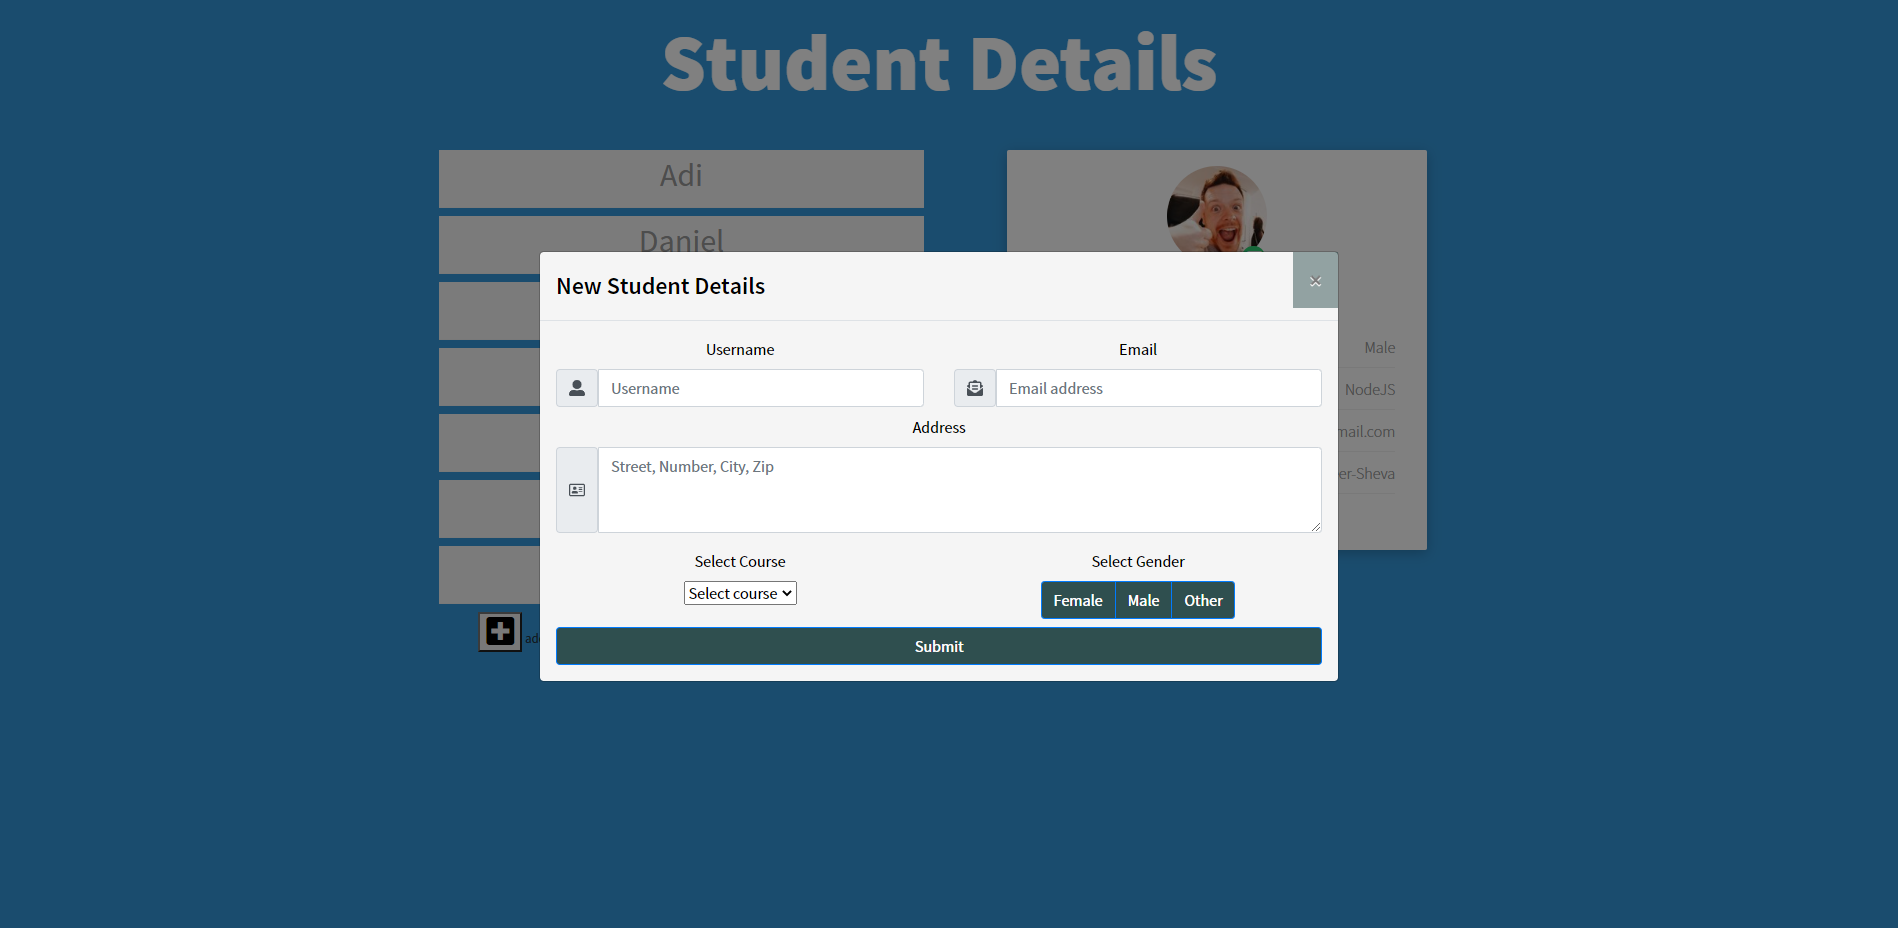 Student Details
Adi
Daniel
New Student Details
×
Username
Email
Username
Email address
Address
Street, Number, City, Zip
Select Course
Select Gender
Select course
Female
Male
Other
Submit
Male
NodeJS
mail.com
er-Sheva